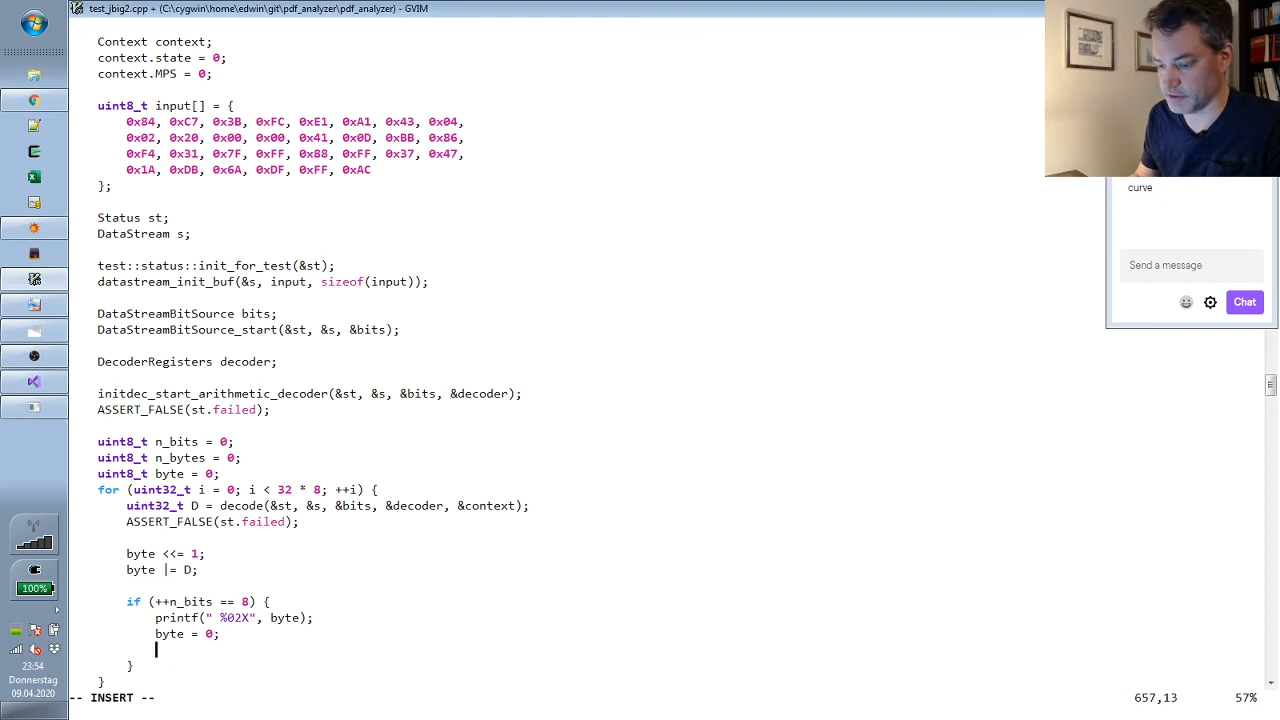 test_jbig2.cpp + (C:\cygwin\home\edwin\git\pdf_analyzer\pdf_analyzer) - GVIM
Context context;
context.state = 0;
context.MPS = 0;
uint8_t input[] = {
0x84, 0xC7, 0x3B, 0xFC, 0xE1, 0xA1, 0x43, 0x04,
0x02, 0x20, 0x00, 0x00, 0x41, 0x0D, 0xBB, 0x86,
0xF4, 0x31, 0x7F, 0xFF, 0x88, 0xFF, 0x37, 0x47,
0x1A, 0xDB, 0x6A, 0xDF, 0xFF, 0xAC
};
Status st;
DataStream s;
test::status::init_for_test(&st);
datastream_init_buf(&s, input, sizeof(input));
DataStreamBitSource bits;
DataStreamBitSource_start(&st, &s, &bits);
DecoderRegisters decoder;
initdec_start_arithmetic_decoder(&st, &s, &bits, &decoder);
ASSERT_FALSE(st.failed);
uint8_t n_bits = 0;
uint8_t n_bytes = 0;
uint8_t byte = 0;
for (uint32_t i = 0; i < 32 * 8; ++i) {
uint32_t D = decode(&st, &s, &bits, &decoder, &context);
ASSERT_FALSE(st.failed);
byte <<= 1;
byte |= D;
if (++n_bits == 8) {
printf(" %02X", byte);
byte = 0;
}
}
-- INSERT --
657,13
57%
curve
Send a message
Chat
100%
23:54
Donnerstag
09.04.2020